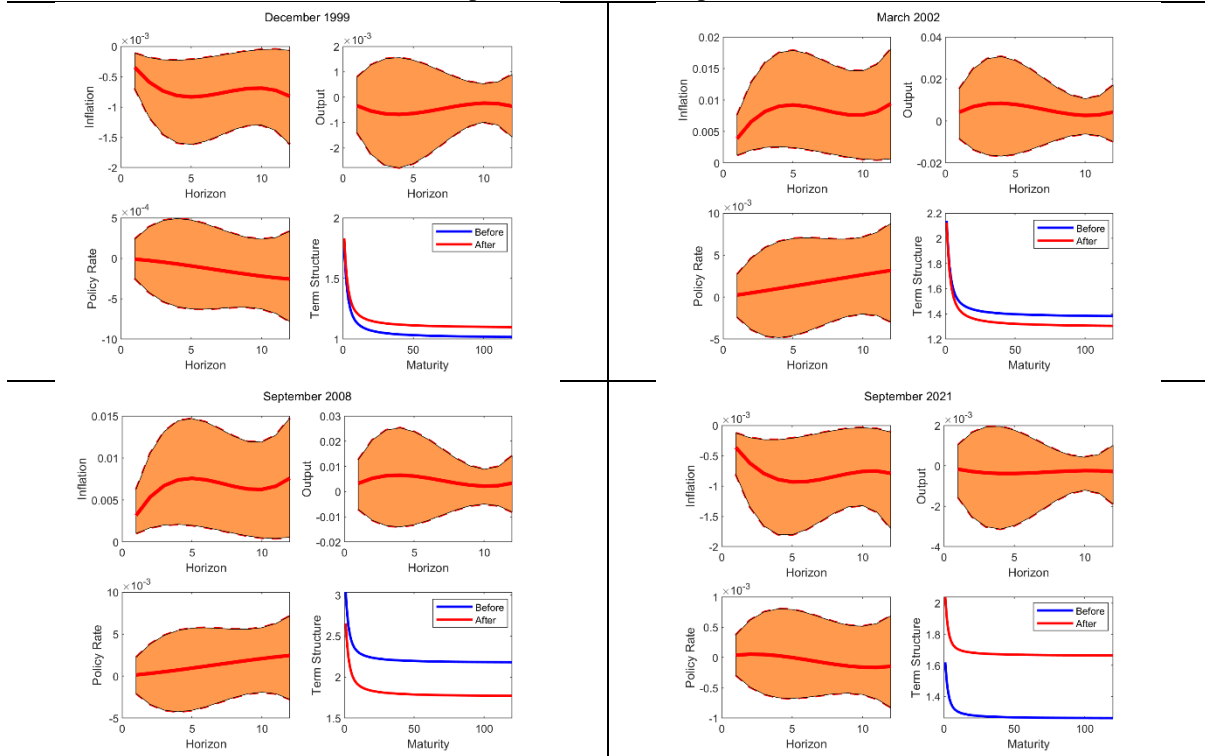 December 1999
×10⁻³
0
-0.5
-1
-1.5
-2
Inflation
0 5 10
Horizon
×10⁻³
2
1
0
-1
-2
Output
0 5 10
Horizon
×10⁻⁴
5
0
-5
-10
Policy Rate
0 5 10
Horizon
2
1.5
1
Term Structure
Before
After
0 50 100
Maturity
March 2002
0.02
0.015
0.01
0.005
0
Inflation
0 5 10
Horizon
0.04
0.02
0
-0.02
Output
0 5 10
Horizon
×10⁻³
10
5
0
-5
Policy Rate
0 5 10
Horizon
2.2
2
1.8
1.6
1.4
1.2
Term Structure
Before
After
0 50 100
Maturity
September 2008
0.015
0.01
0.005
0
Inflation
0 5 10
Horizon
0.03
0.02
0.01
0
-0.01
-0.02
Output
0 5 10
Horizon
×10⁻³
10
5
0
-5
Policy Rate
0 5 10
Horizon
3
2.5
2
1.5
Term Structure
Before
After
0 50 100
Maturity
September 2021
×10⁻³
0
-0.5
-1
-1.5
-2
Inflation
0 5 10
Horizon
×10⁻³
2
0
-2
-4
Output
0 5 10
Horizon
×10⁻³
1
0.5
0
-0.5
-1
Policy Rate
0 5 10
Horizon
2
1.8
1.6
1.4
Term Structure
Before
After
0 50 100
Maturity